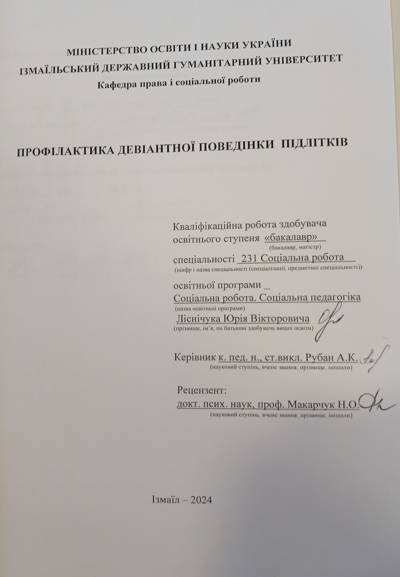 МІНІСТЕРСТВО ОСВІТИ І НАУКИ УКРАЇНИ
ІЗМАЇЛЬСЬКИЙ ДЕРЖАВНИЙ ГУМАНІТАРНИЙ УНІВЕРСИТЕТ
Кафедра права і соціальної роботи
ПРОФІЛАКТИКА ДЕВІАНТНОЇ ПОВЕДІНКИ ПІДЛІТКІВ
Кваліфікаційна робота здобувача
освітнього ступеня «бакалавр»
(бакалавр, магістр)
спеціальності 231 Соціальна робота
(шифр і назва спеціальності (спеціалізації, предметної спеціальності))
освітньої програми _
Соціальна робота. Соціальна педагогіка
(назва освітньої програми)
Ліснічука Юрія Вікторовича
(прізвище, ім'я, по батькові здобувача вищої освіти)
Керівник к. пед. н., ст.викл. Рубан А.К.
(науковий ступінь, вчене звання, прізвище, ініціали)
Рецензент:
докт. псих. наук, проф. Макарчук Н.О.
(науковий ступінь, вчене звання, прізвище, ініціали)
Ізмаїл – 2024